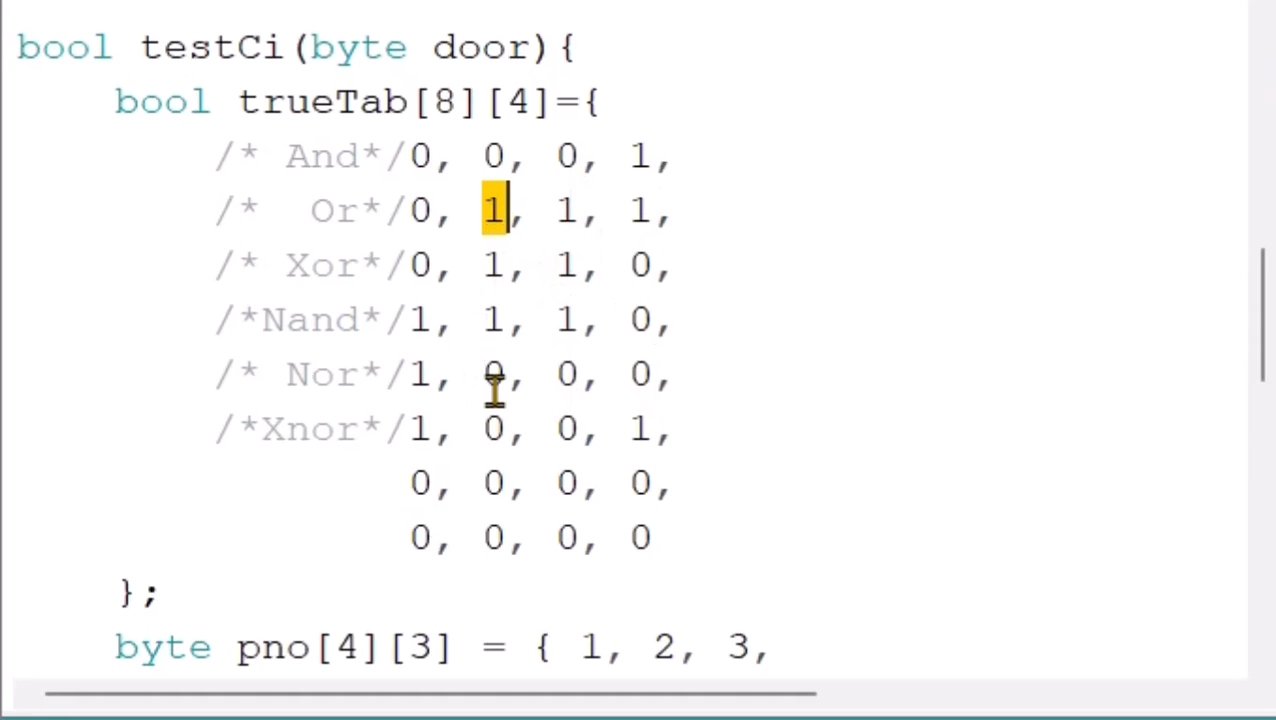 bool testCi(byte door){
bool trueTab[8][4]={
/* And*/0, 0, 0, 1,
/*  Or*/0, 1, 1, 1,
/* Xor*/0, 1, 1, 0,
/*Nand*/1, 1, 1, 0,
/* Nor*/1, 0, 0, 0,
/*Xnor*/1, 0, 0, 1,
0, 0, 0, 0,
0, 0, 0, 0
};
byte pno[4][3] = { 1, 2, 3,